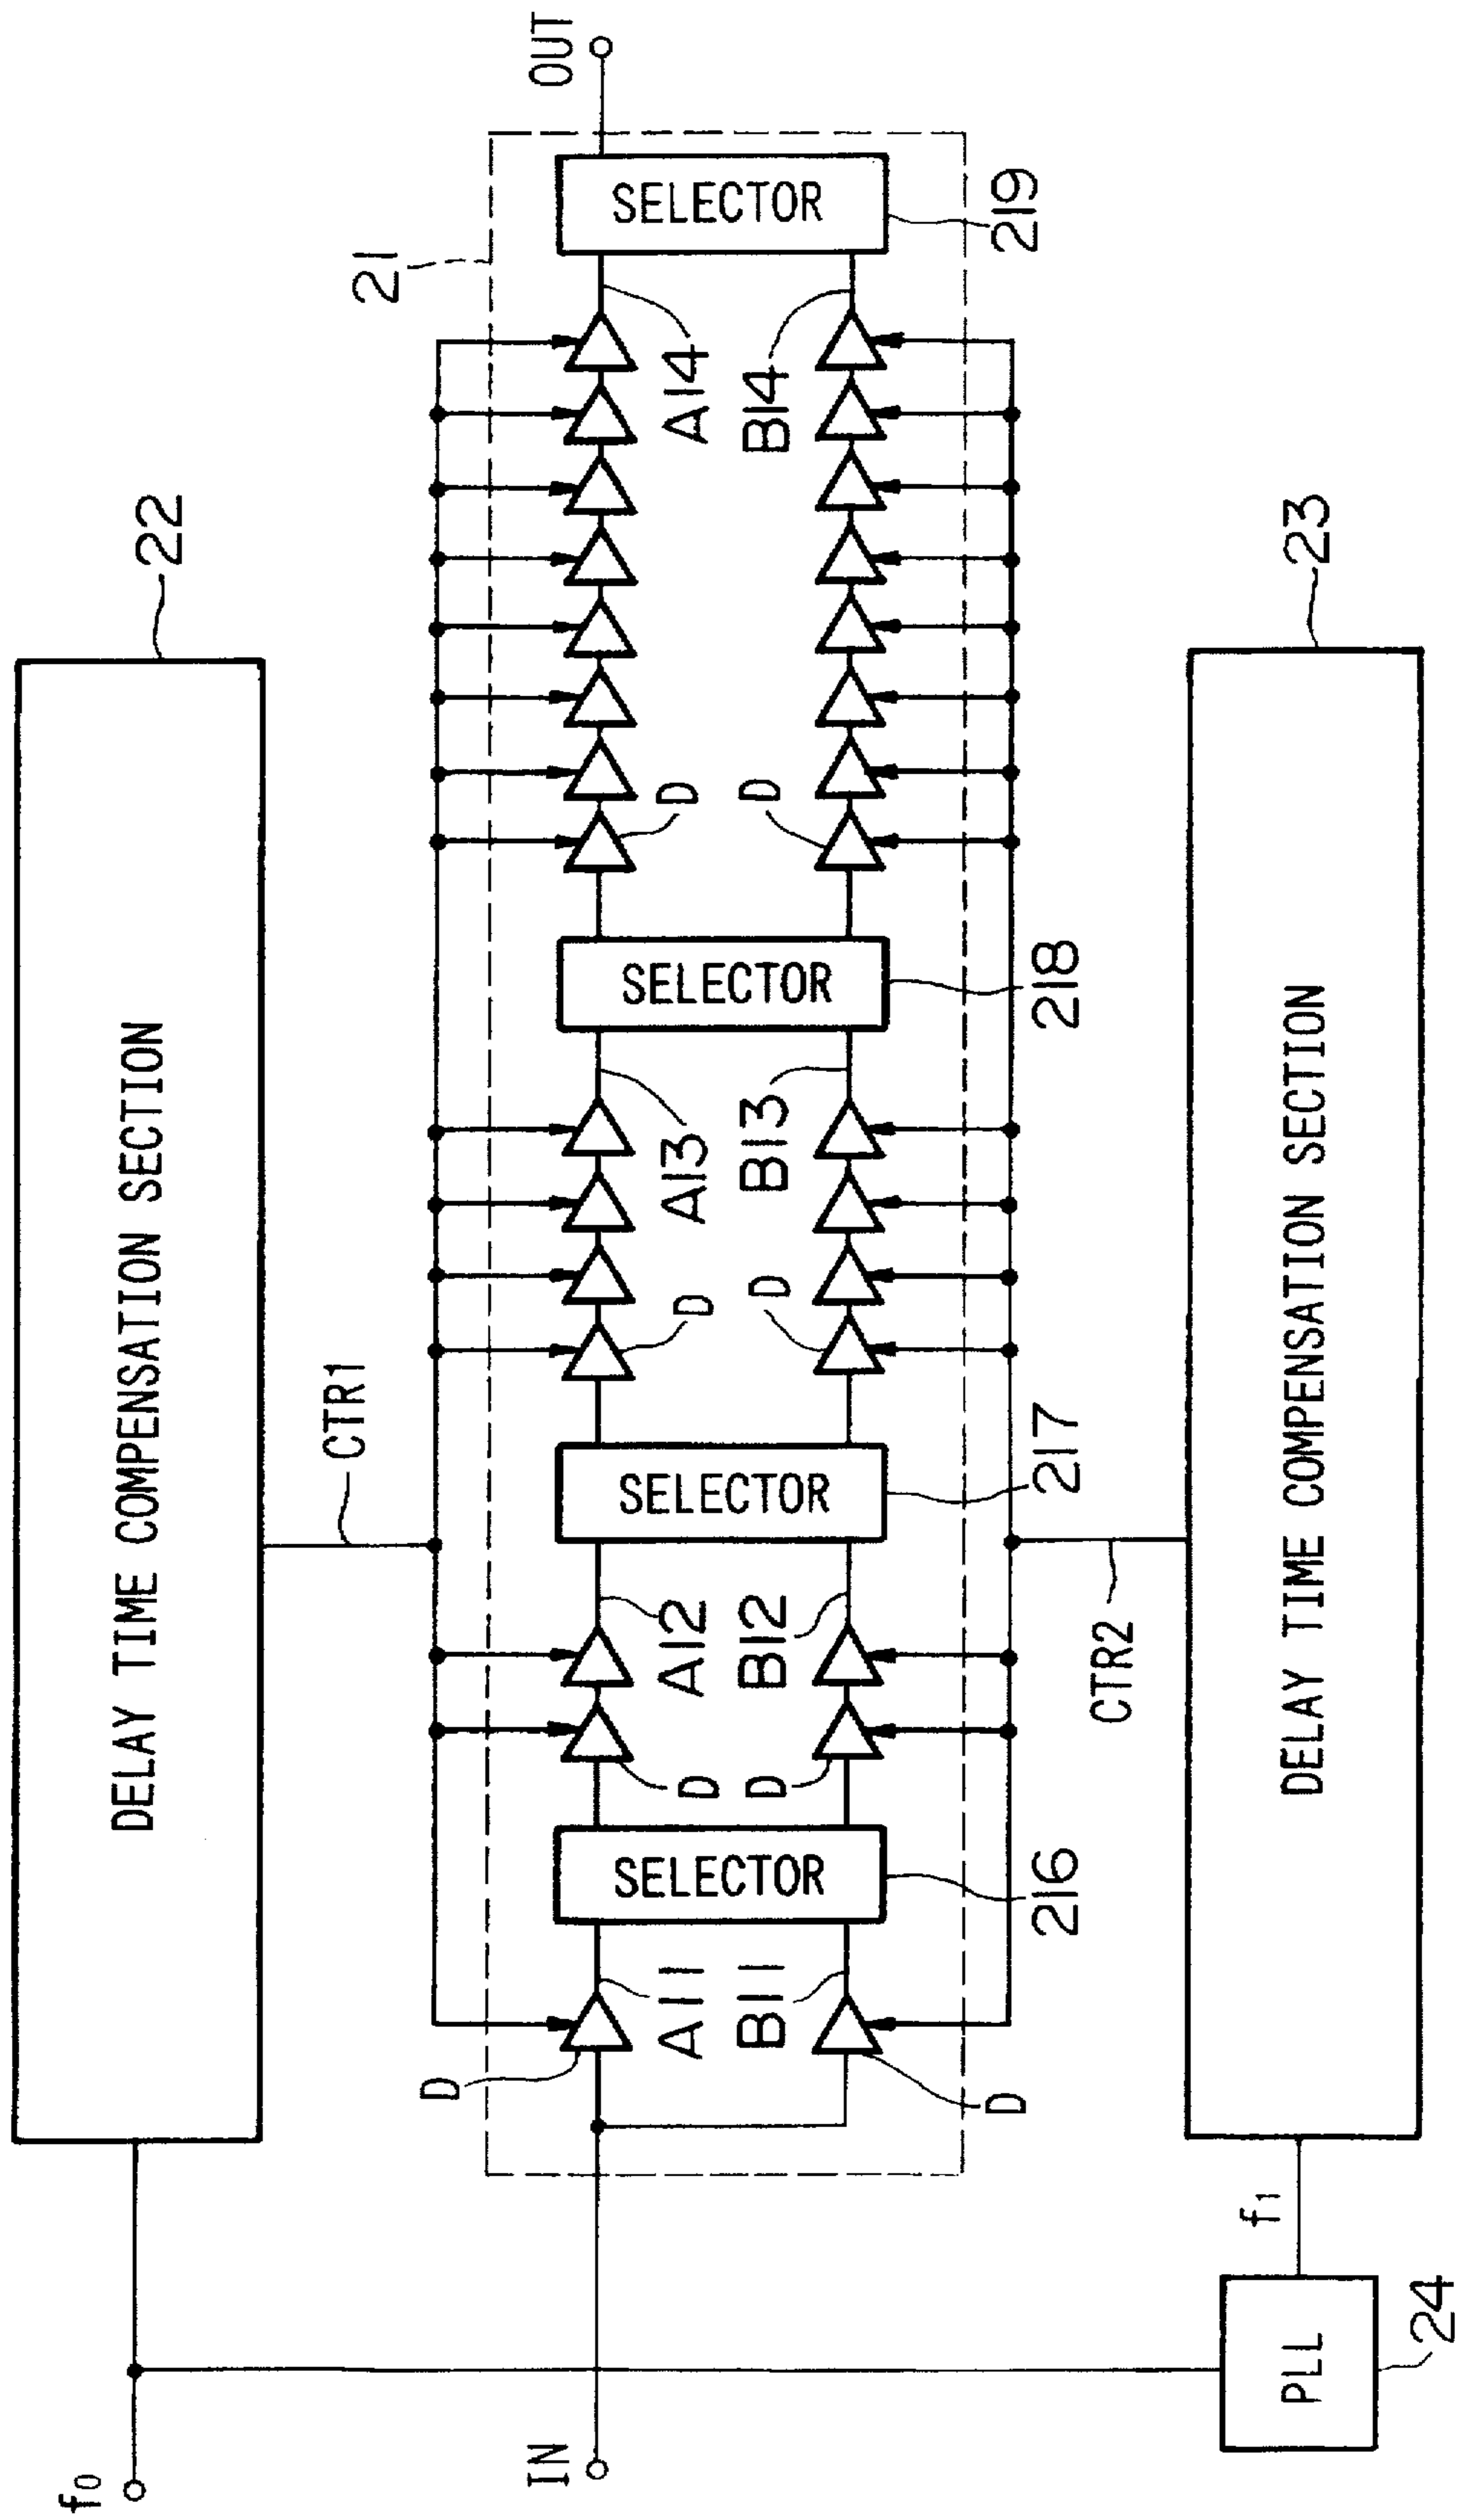 f0
DELAY TIME COMPENSATION SECTION
22
CTR1
21
IN
OUT
D
A11
B11
D
SELECTOR
216
D
D
A12
B12
SELECTOR
217
D
D
A13
B13
SELECTOR
218
D
D
A14
B14
SELECTOR
219
CTR2
PLL
24
f1
DELAY TIME COMPENSATION SECTION
23